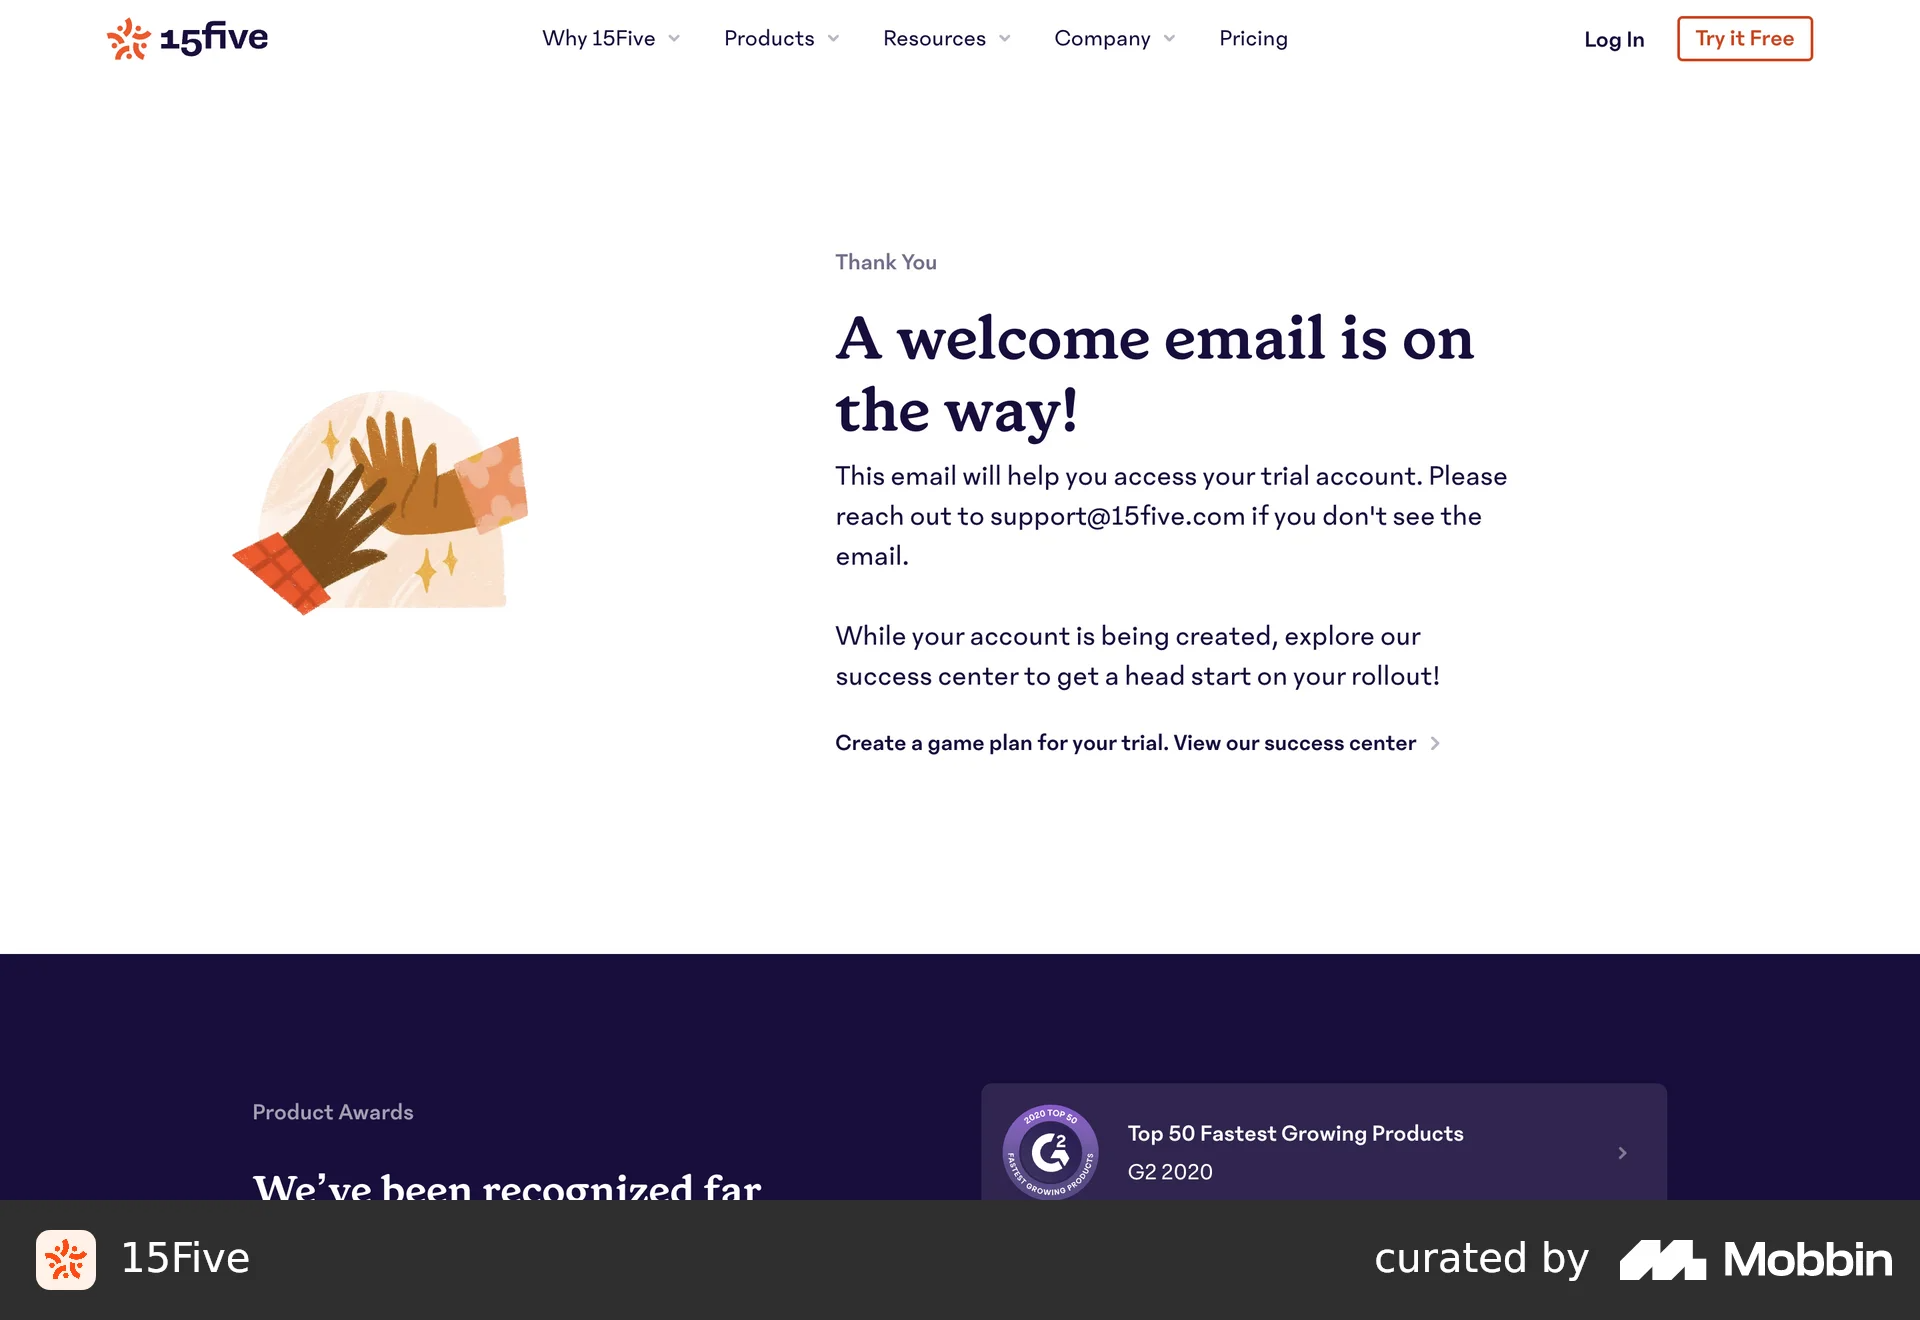 15five
Why 15Five
Products
Resources
Company
Pricing
Log In
Try it Free
Thank You
A welcome email is on
the way!
This email will help you access your trial account. Please
reach out to support@15five.com if you don't see the
email.
While your account is being created, explore our
success center to get a head start on your rollout!
Create a game plan for your trial. View our success center
Product Awards
We’ve been recognized far
2020 TOP 50
G2
FASTEST GROWING PRODUCTS
Top 50 Fastest Growing Products
G2 2020
15Five
curated by
Mobbin